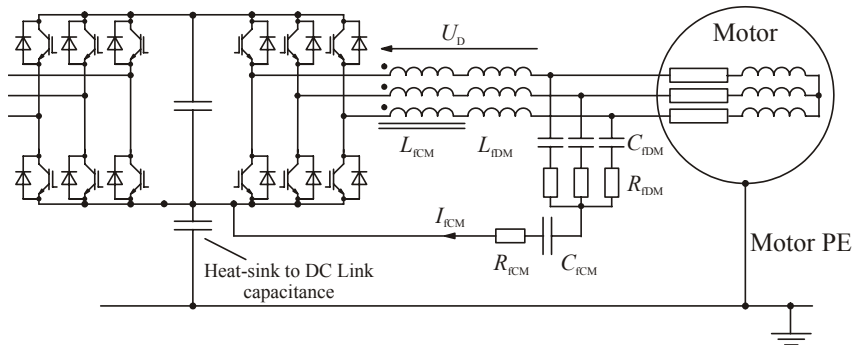 U_D
Motor
L_fCM
L_fDM
C_fDM
R_fDM
I_fCM
R_fCM
C_fCM
Motor PE
Heat-sink to DC Link
capacitance